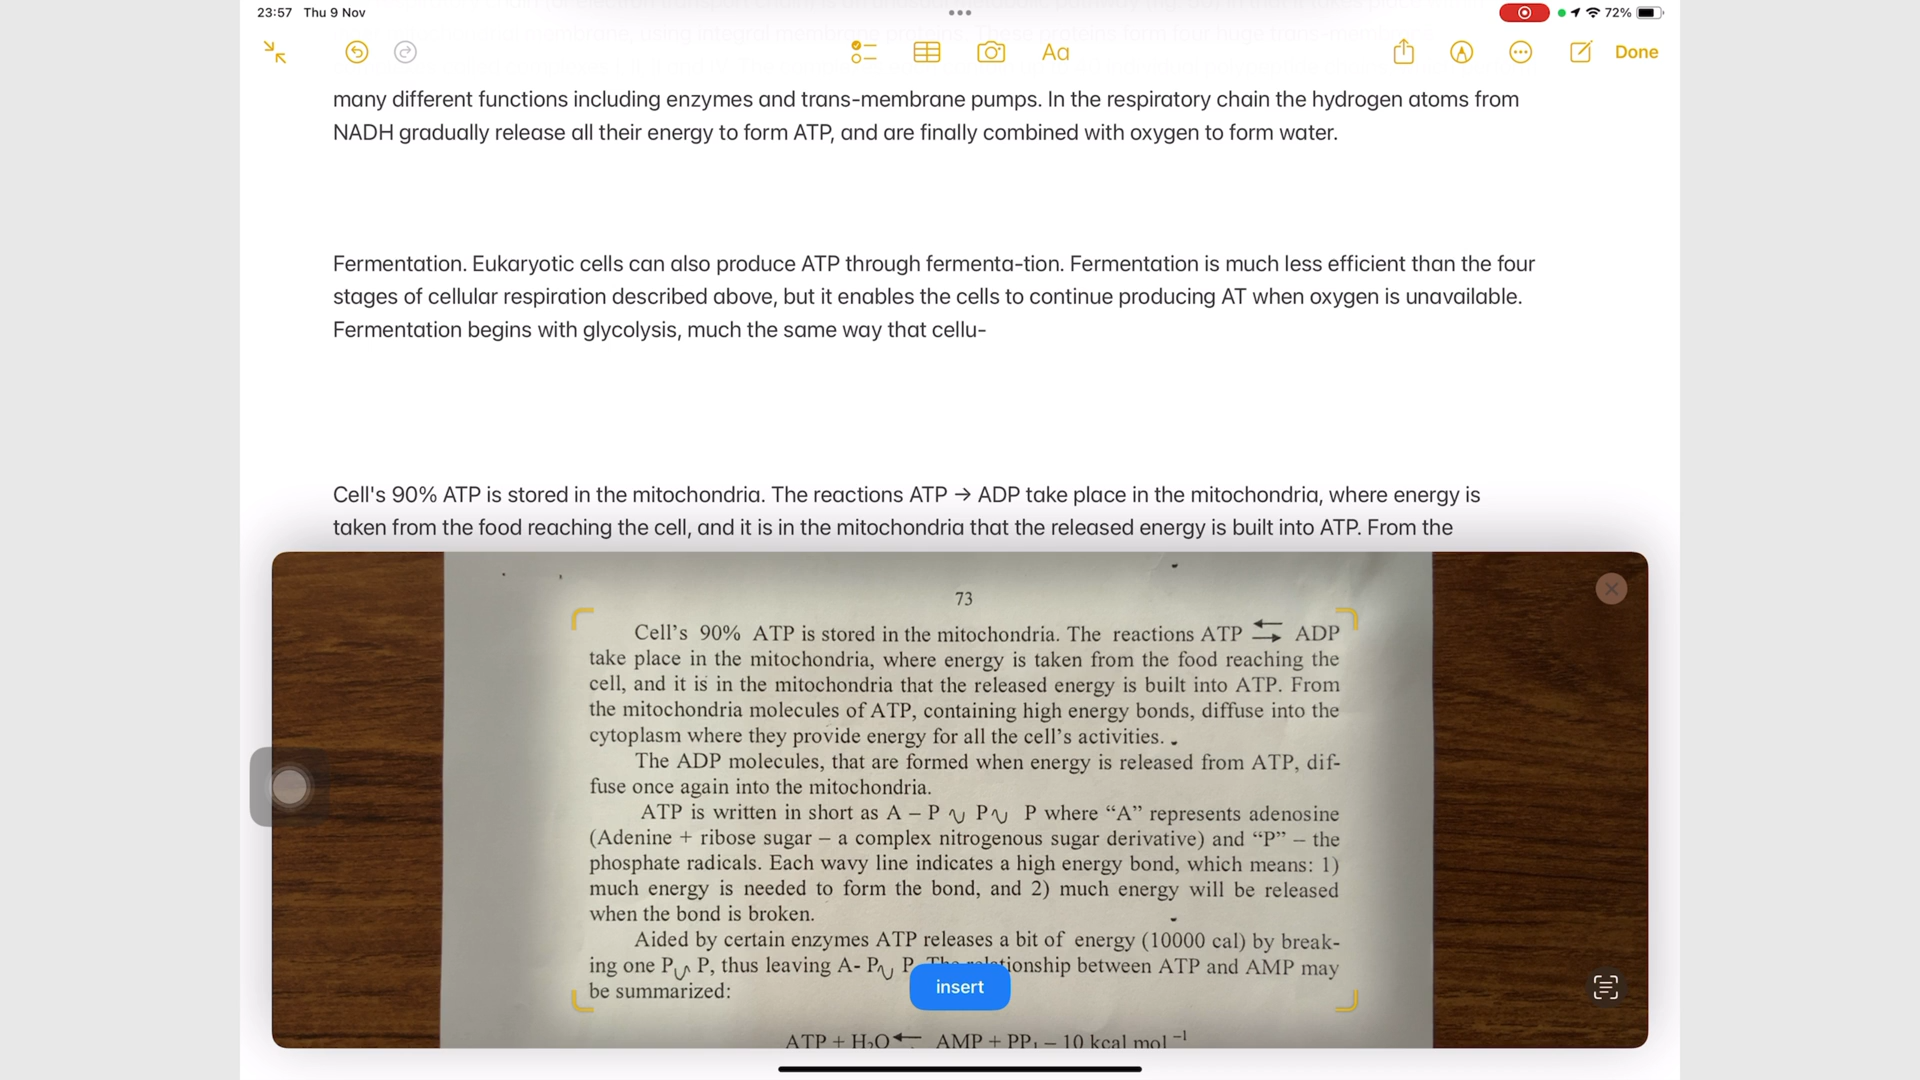 23:57 Thu 9 Nov
72%
Aa
Done
many different functions including enzymes and trans-membrane pumps. In the respiratory chain the hydrogen atoms from
NADH gradually release all their energy to form ATP, and are finally combined with oxygen to form water.
Fermentation. Eukaryotic cells can also produce ATP through fermenta-tion. Fermentation is much less efficient than the four
stages of cellular respiration described above, but it enables the cells to continue producing AT when oxygen is unavailable.
Fermentation begins with glycolysis, much the same way that cellu-
Cell's 90% ATP is stored in the mitochondria. The reactions ATP → ADP take place in the mitochondria, where energy is
taken from the food reaching the cell, and it is in the mitochondria that the released energy is built into ATP. From the
73
Cell’s 90% ATP is stored in the mitochondria. The reactions ATP ⇆ ADP
take place in the mitochondria, where energy is taken from the food reaching the
cell, and it is in the mitochondria that the released energy is built into ATP. From
the mitochondria molecules of ATP, containing high energy bonds, diffuse into the
cytoplasm where they provide energy for all the cell’s activities.
The ADP molecules, that are formed when energy is released from ATP, dif-
fuse once again into the mitochondria.
ATP is written in short as A – P ∿ P ∿ P where “A” represents adenosine
(Adenine + ribose sugar – a complex nitrogenous sugar derivative) and “P” – the
phosphate radicals. Each wavy line indicates a high energy bond, which means: 1)
much energy is needed to form the bond, and 2) much energy will be released
when the bond is broken.
Aided by certain enzymes ATP releases a bit of energy (10000 cal) by break-
ing one P ∿ P, thus leaving A- P ∿ P between ATP and AMP may
be summarized:
insert
ATP + H₂O ← AMP + PP₁ – 10 kcal mol ⁻¹